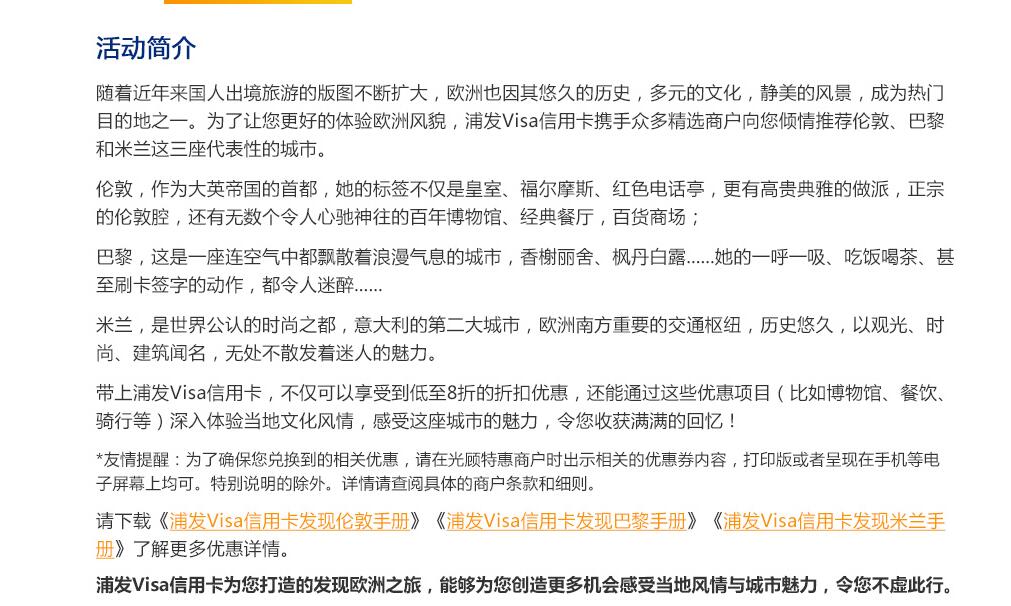 活动简介
随着近年来国人出境旅游的版图不断扩大，欧洲也因其悠久的历史，多元的文化，静美的风景，成为热门
目的地之一。为了让您更好的体验欧洲风貌，浦发Visa信用卡携手众多精选商户向您倾情推荐伦敦、巴黎
和米兰这三座代表性的城市。
伦敦，作为大英帝国的首都，她的标签不仅是皇室、福尔摩斯、红色电话亭，更有高贵典雅的做派，正宗
的伦敦腔，还有无数个令人心驰神往的百年博物馆、经典餐厅，百货商场；
巴黎，这是一座连空气中都飘散着浪漫气息的城市，香榭丽舍、枫丹白露......她的一呼一吸、吃饭喝茶、甚
至刷卡签字的动作，都令人迷醉......
米兰，是世界公认的时尚之都，意大利的第二大城市，欧洲南方重要的交通枢纽，历史悠久，以观光、时
尚、建筑闻名，无处不散发着迷人的魅力。
带上浦发Visa信用卡，不仅可以享受到低至8折的折扣优惠，还能通过这些优惠项目（比如博物馆、餐饮、
骑行等）深入体验当地文化风情，感受这座城市的魅力，令您收获满满的回忆！
*友情提醒：为了确保您兑换到的相关优惠，请在光顾特惠商户时出示相关的优惠券内容，打印版或者呈现在手机等电
子屏幕上均可。特别说明的除外。详情请查阅具体的商户条款和细则。
请下载《浦发Visa信用卡发现伦敦手册》《浦发Visa信用卡发现巴黎手册》《浦发Visa信用卡发现米兰手
册》了解更多优惠详情。
浦发Visa信用卡为您打造的发现欧洲之旅，能够为您创造更多机会感受当地风情与城市魅力，令您不虚此行。